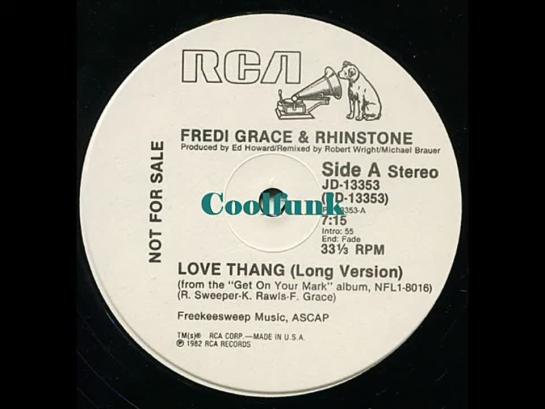 RCA
FREDI GRACE & RHINSTONE
Produced by Ed Howard/Remixed by Robert Wright/Michael Brauer
NOT FOR SALE
Side A Stereo
JD-13353
Coolfunk
7:15
Intro: 55
End: Fade
33⅓ RPM
LOVE THANG (Long Version)
(from the "Get On Your Mark" album, NFL1-8016)
(R. Sweeper-K. Rawls-F. Grace)
Freekeesweep Music, ASCAP
TM(s)® RCA CORP.—MADE IN U.S.A.
℗ 1982 RCA RECORDS